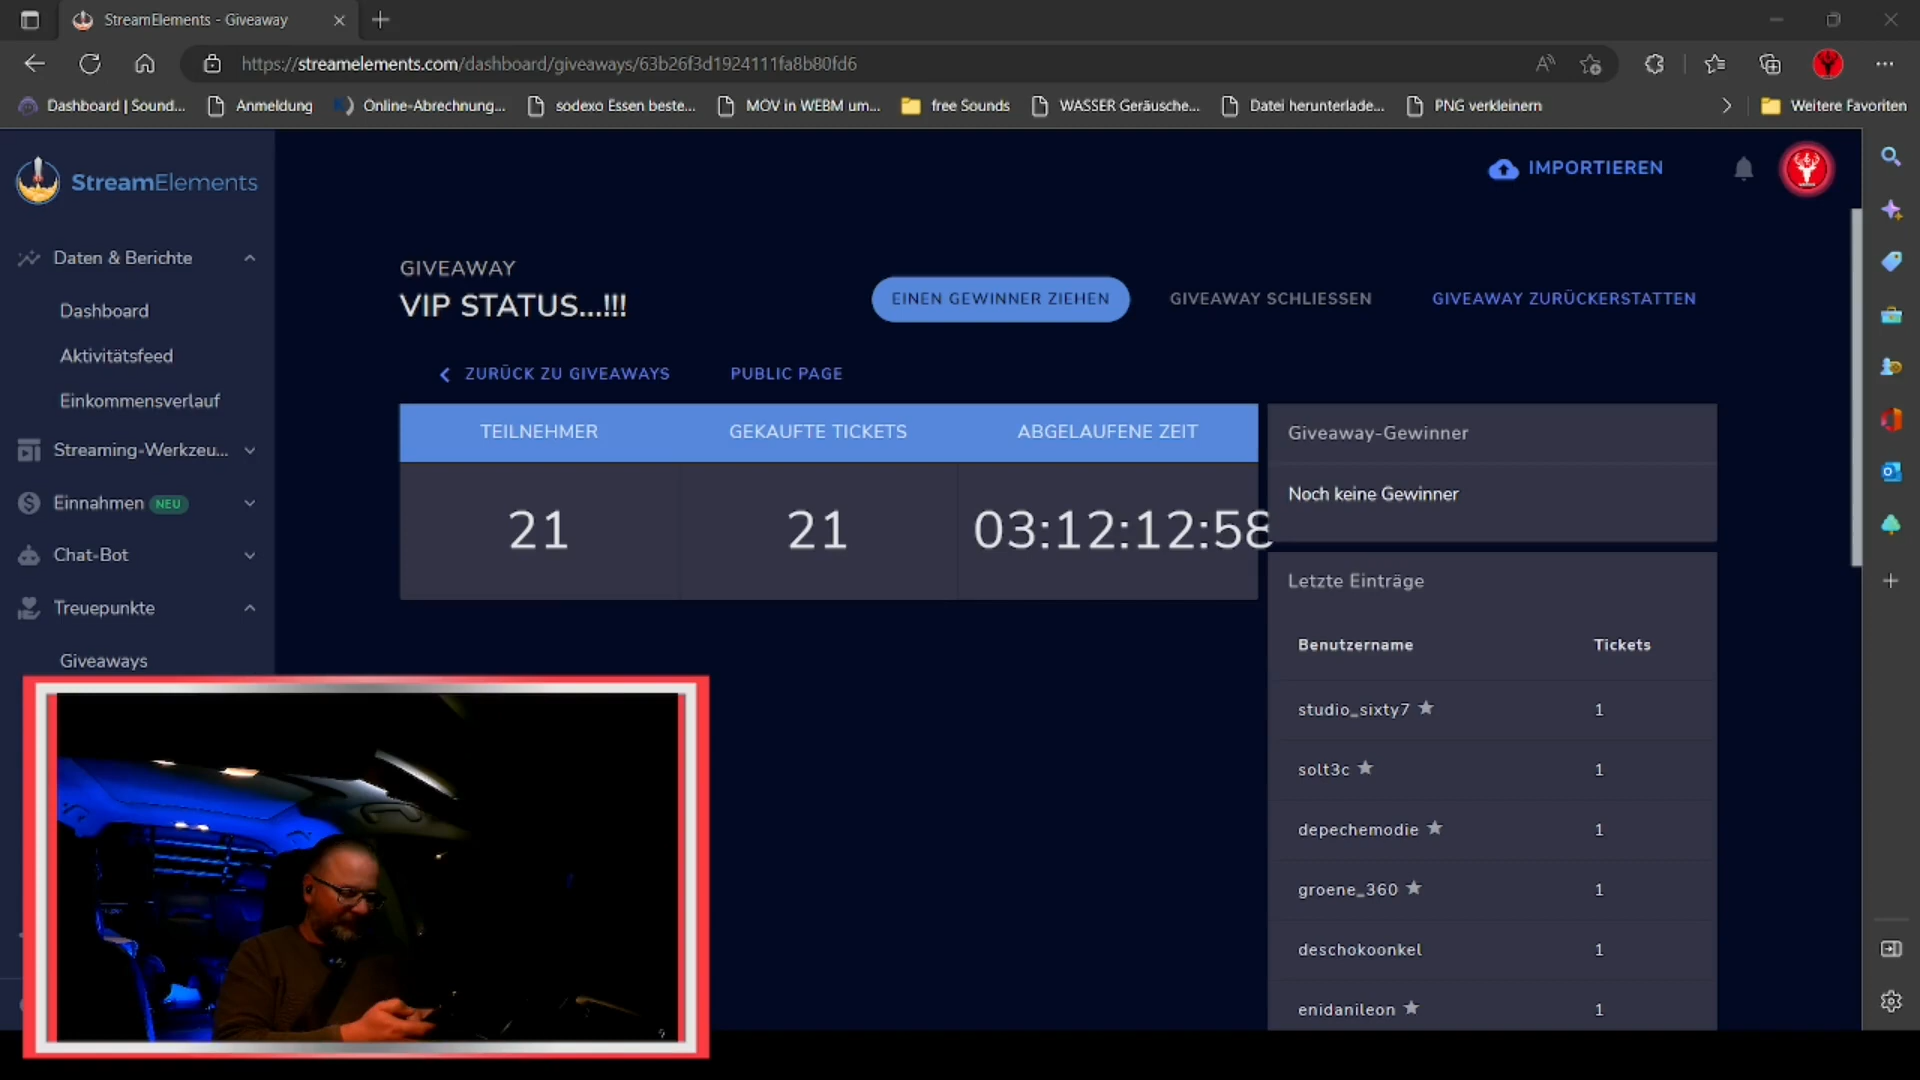 StreamElements - Giveaway
https://streamelements.com/dashboard/giveaways/63b26f3d1924111fa8b80fd6
Dashboard | Sound...
Anmeldung
Online-Abrechnung...
sodexo Essen beste...
MOV in WEBM um...
free Sounds
WASSER Geräusche...
Datei herunterlade...
PNG verkleinern
Weitere Favoriten
StreamElements
IMPORTIEREN
Daten & Berichte
Dashboard
Aktivitätsfeed
Einkommensverlauf
Streaming-Werkzeu...
Einnahmen NEU
Chat-Bot
Treuepunkte
Giveaways
GIVEAWAY
VIP STATUS...!!!
EINEN GEWINNER ZIEHEN
GIVEAWAY SCHLIESSEN
GIVEAWAY ZURÜCKERSTATTEN
ZURÜCK ZU GIVEAWAYS
PUBLIC PAGE
TEILNEHMER GEKAUFTE TICKETS ABGELAUFENE ZEIT
21 21 03:12:12:58
Giveaway-Gewinner
Noch keine Gewinner
Letzte Einträge
Benutzername Tickets
studio_sixty7 1
solt3c 1
depechemodie 1
groene_360 1
deschokoonkel 1
enidanileon 1